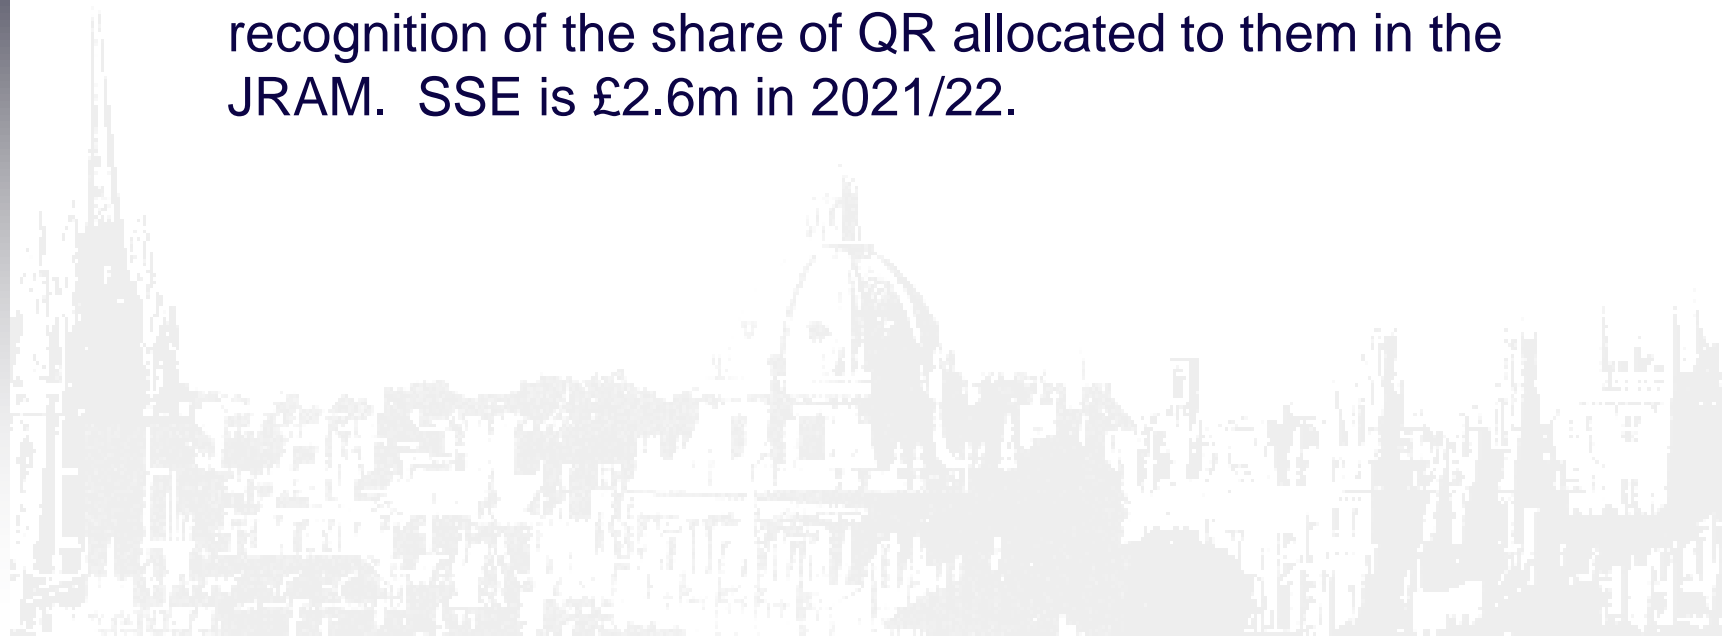 recognition of the share of QR allocated to them in the
JRAM.  SSE is £2.6m in 2021/22.